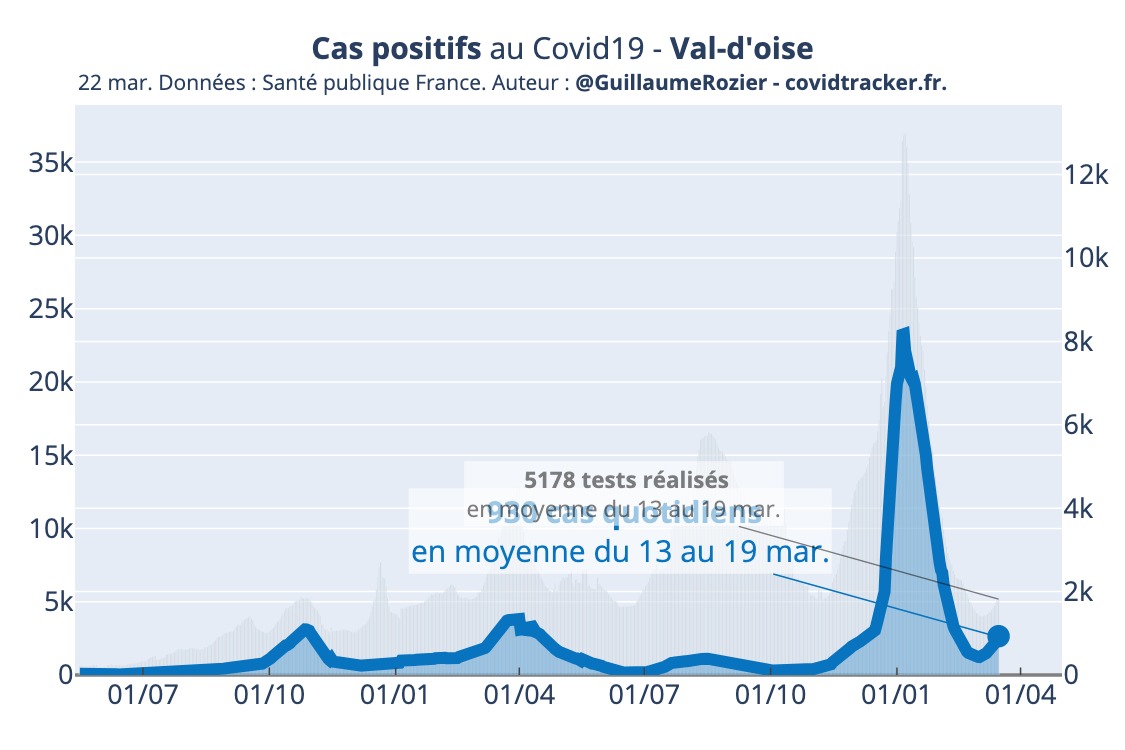 Cas positifs au Covid19 - Val-d'oise
22 mar. Données : Santé publique France. Auteur : @GuillaumeRozier - covidtracker.fr.
35k
30k
25k
20k
15k
10k
5k
0
12k
10k
8k
6k
4k
2k
0
5178 tests réalisés
en moyenne du 13 au 19 mar.
930 cas quotidiens
en moyenne du 13 au 19 mar.
01/07 01/10 01/01 01/04 01/07 01/10 01/01 01/04